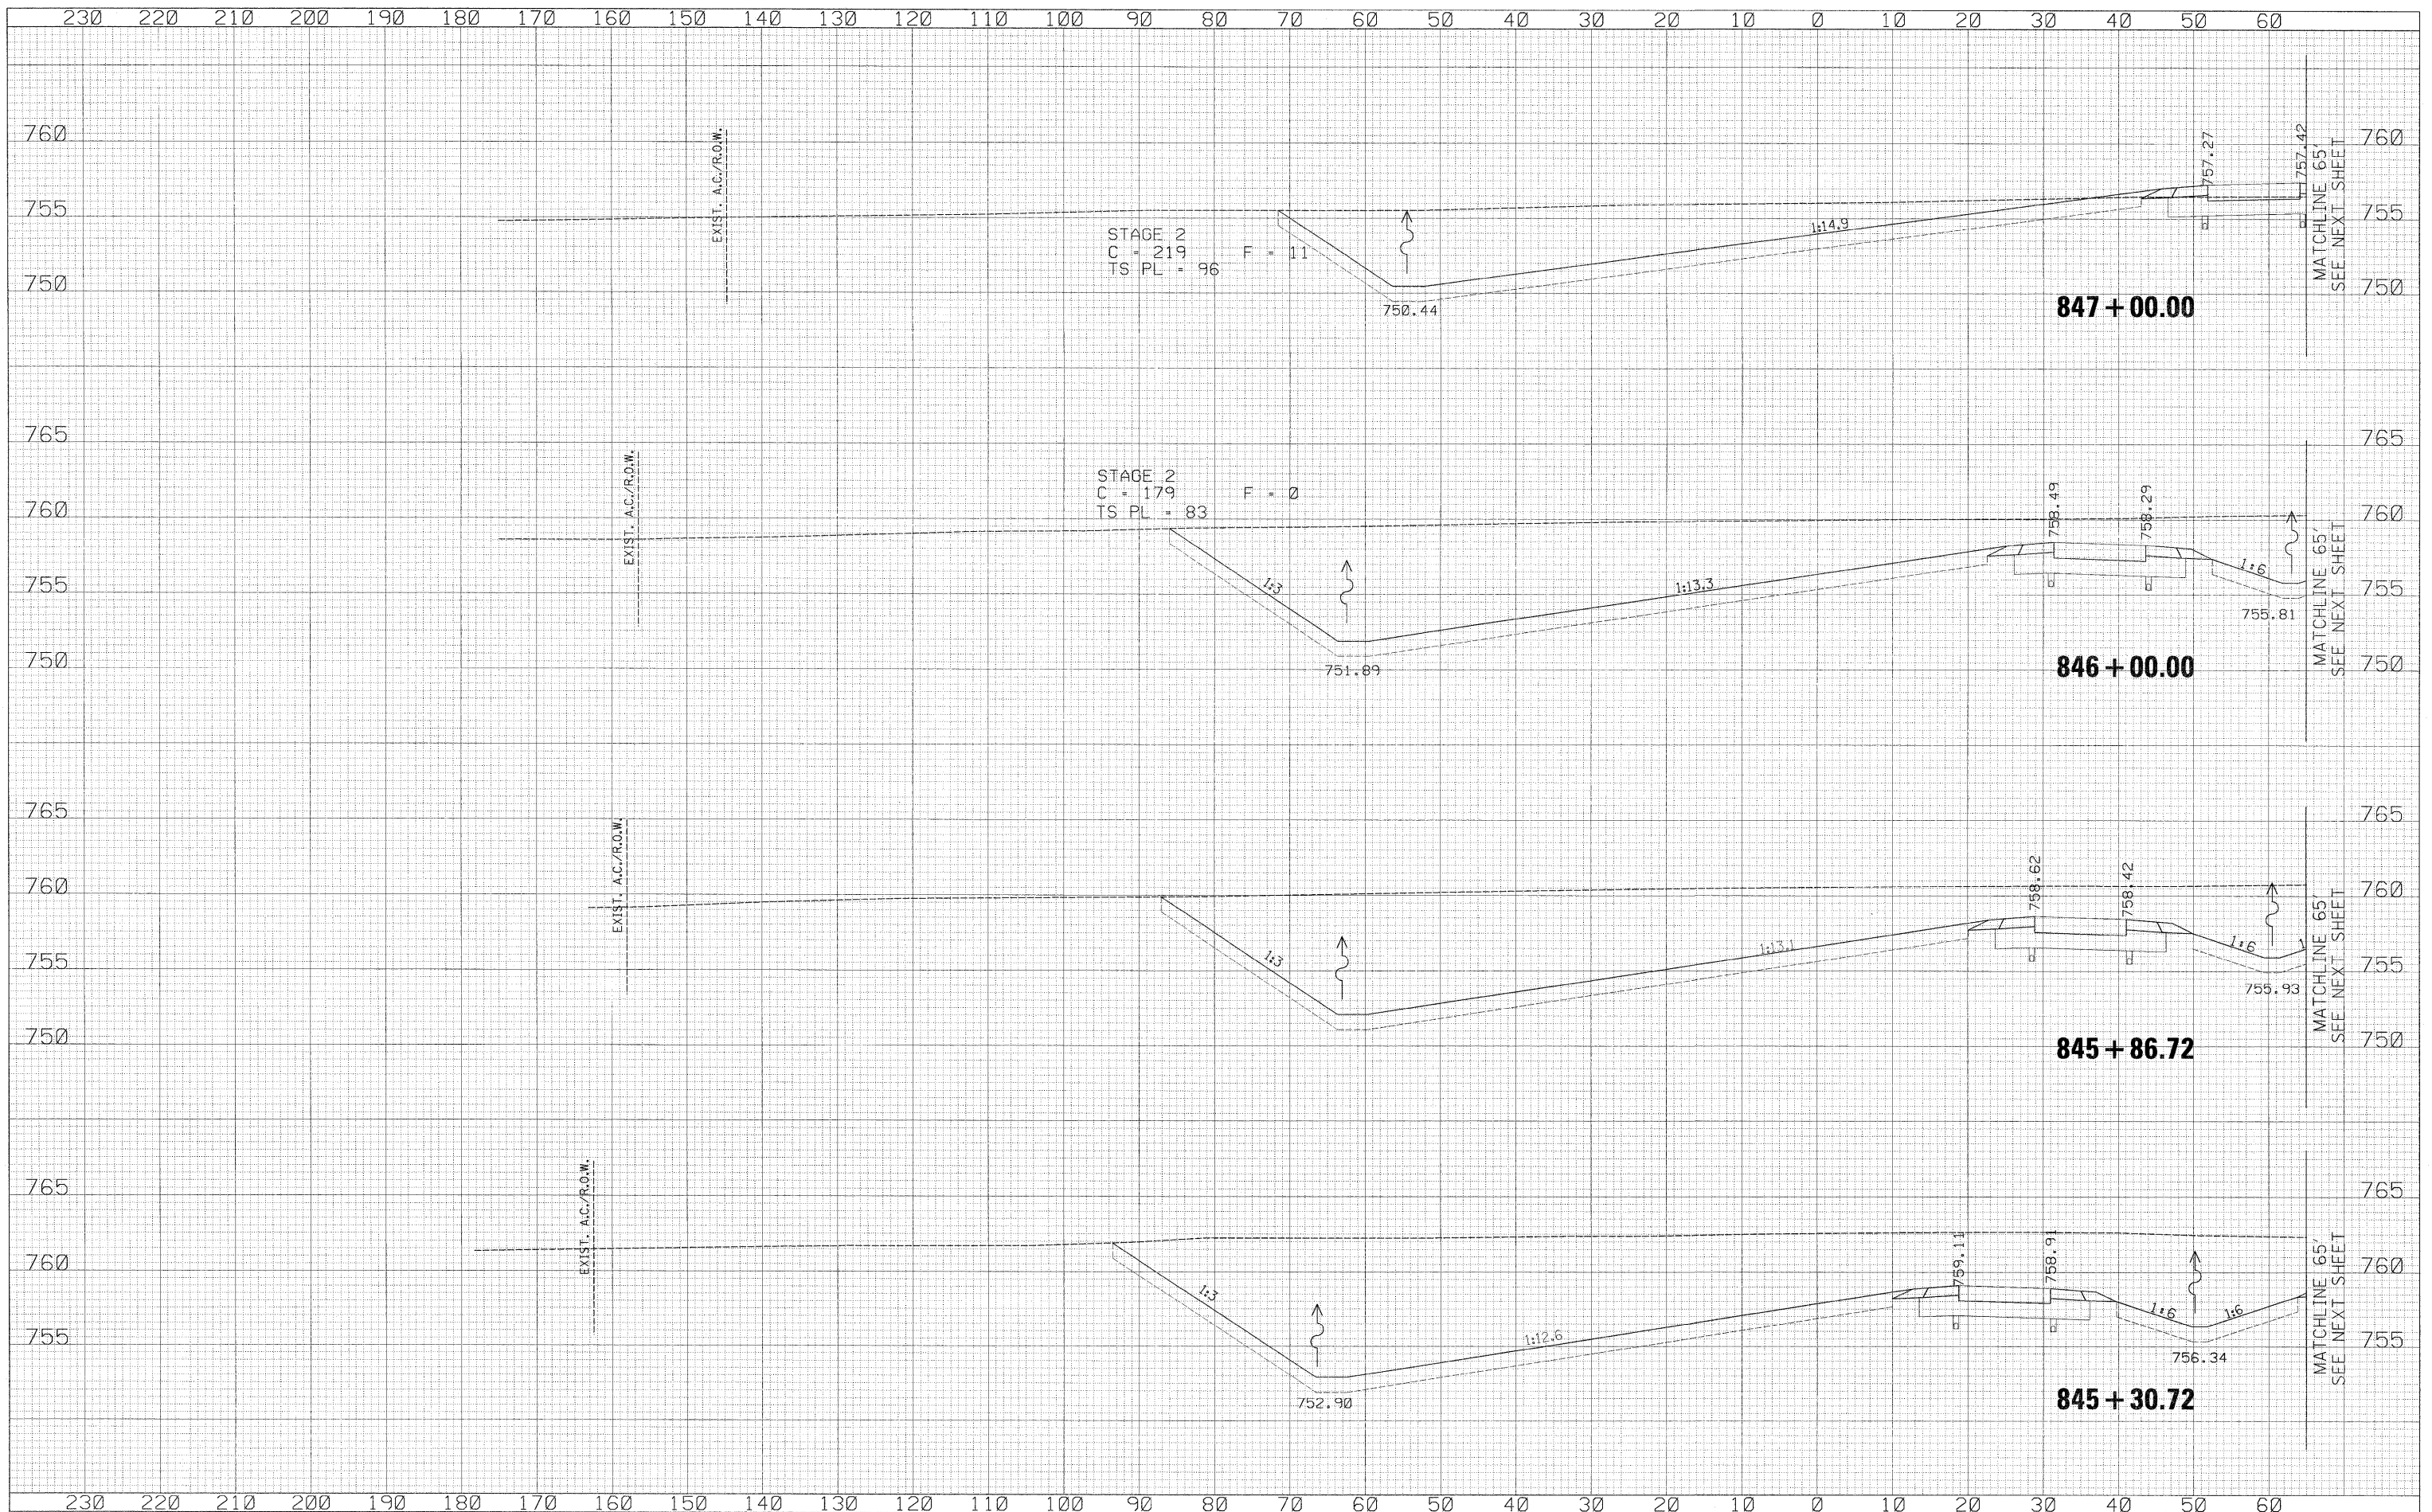 230 220 210 200 190 180 170 160 150 140 130 120 110 100 90 80 70 60 50 40 30 20 10 0 10 20 30 40 50 60
760 760
755 755
750 750
EXIST. A.C./R.O.W.
STAGE 2
C = 219 F = 11
TS PL = 96
750.44
1:14.9
757.27
757.42
MATCHLINE 65'
SEE NEXT SHEET
847+00.00
765 765
760 760
755 755
750 750
EXIST. A.C./R.O.W.
STAGE 2
C = 179 F = 0
TS PL = 83
1:3
751.89
1:13.3
758.49
758.29
1:6
755.81
MATCHLINE 65'
SEE NEXT SHEET
846+00.00
765 765
760 760
755 755
750 750
EXIST. A.C./R.O.W.
1:3
1:13.1
758.62
758.42
1:6
1
755.93
MATCHLINE 65'
SEE NEXT SHEET
845+86.72
765 765
760 760
755 755
EXIST. A.C./R.O.W.
1:3
752.90
1:12.6
759.11
758.91
1:6
1:6
756.34
MATCHLINE 65'
SEE NEXT SHEET
845+30.72
230 220 210 200 190 180 170 160 150 140 130 120 110 100 90 80 70 60 50 40 30 20 10 0 10 20 30 40 50 60